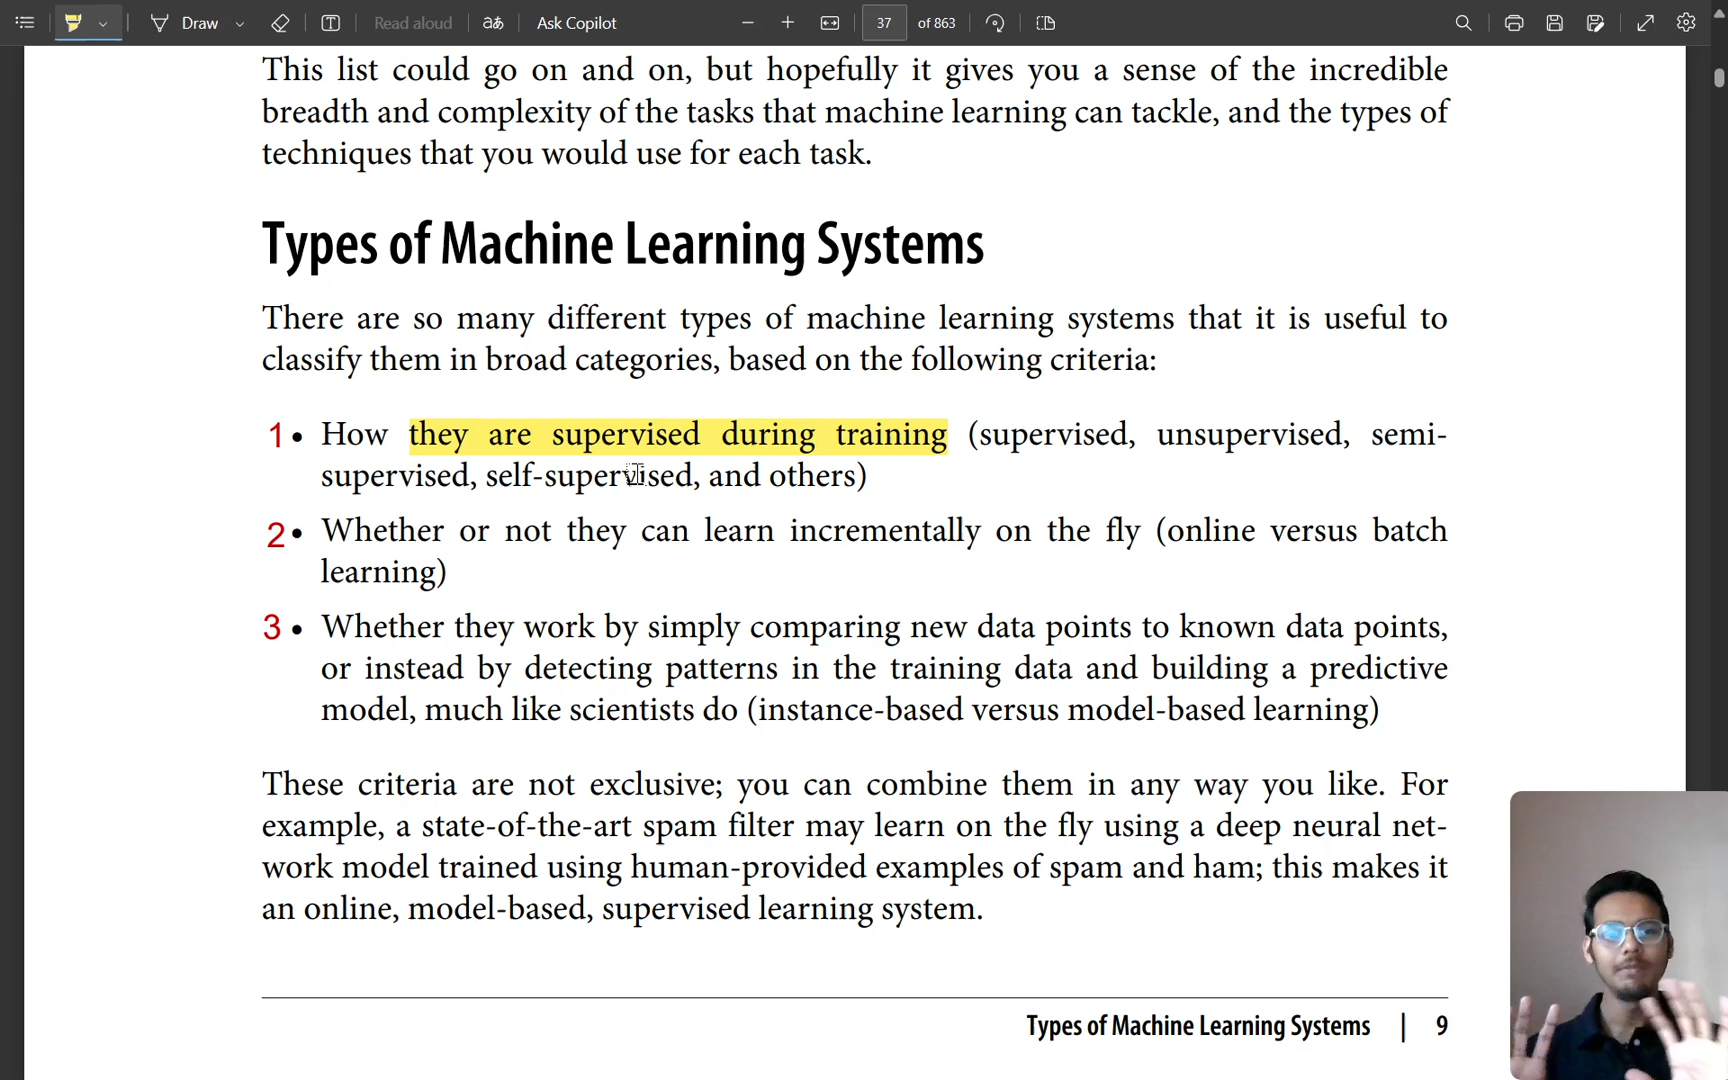 Draw
Read aloud
aあ
Ask Copilot
37 of 863
This list could go on and on, but hopefully it gives you a sense of the incredible
breadth and complexity of the tasks that machine learning can tackle, and the types of
techniques that you would use for each task.
Types of Machine Learning Systems
There are so many different types of machine learning systems that it is useful to
classify them in broad categories, based on the following criteria:
1 • How they are supervised during training (supervised, unsupervised, semi-
supervised, self-supervised, and others)
2 • Whether or not they can learn incrementally on the fly (online versus batch
learning)
3 • Whether they work by simply comparing new data points to known data points,
or instead by detecting patterns in the training data and building a predictive
model, much like scientists do (instance-based versus model-based learning)
These criteria are not exclusive; you can combine them in any way you like. For
example, a state-of-the-art spam filter may learn on the fly using a deep neural net-
work model trained using human-provided examples of spam and ham; this makes it
an online, model-based, supervised learning system.
Types of Machine Learning Systems | 9